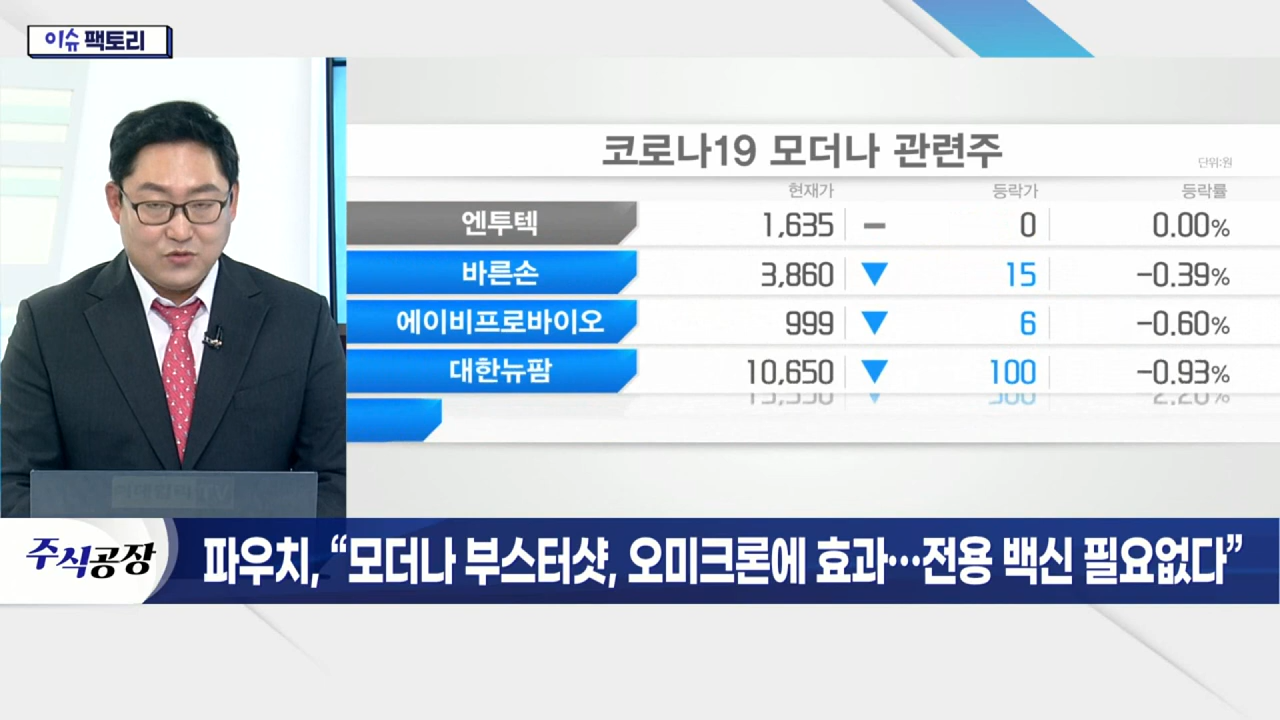 이슈 팩토리
코로나19 모더나 관련주
단위:원
현재가 등락가 등락률
엔투텍 1,635 – 0 0.00%
바른손 3,860 ▼ 15 -0.39%
에이비프로바이오 999 ▼ 6 -0.60%
대한뉴팜 10,650 ▼ 100 -0.93%
주식공장
파우치, “모더나 부스터샷, 오미크론에 효과…전용 백신 필요없다”